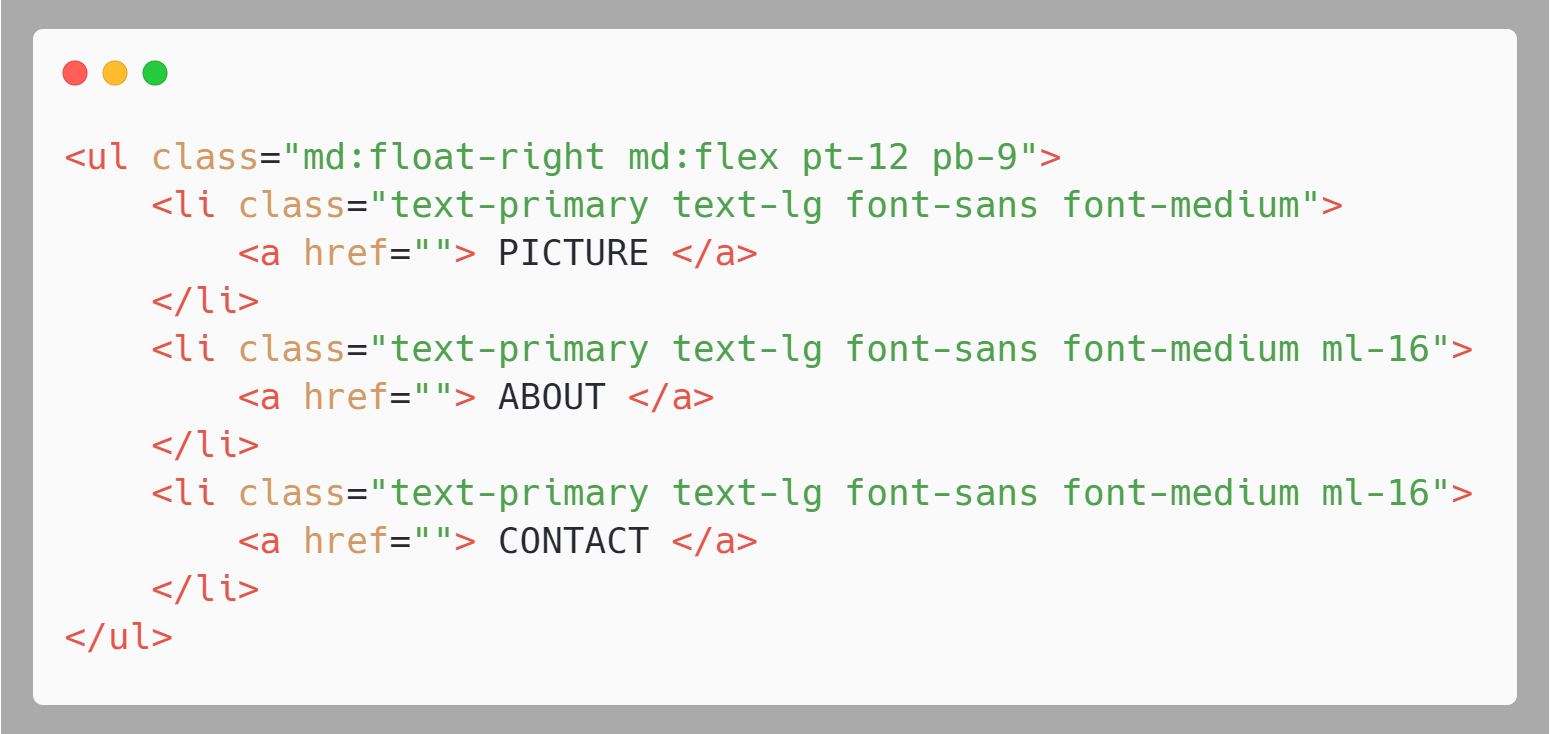 <ul class="md:float-right md:flex pt-12 pb-9">
    <li class="text-primary text-lg font-sans font-medium">
        <a href=""> PICTURE </a>
    </li>
    <li class="text-primary text-lg font-sans font-medium ml-16">
        <a href=""> ABOUT </a>
    </li>
    <li class="text-primary text-lg font-sans font-medium ml-16">
        <a href=""> CONTACT </a>
    </li>
</ul>